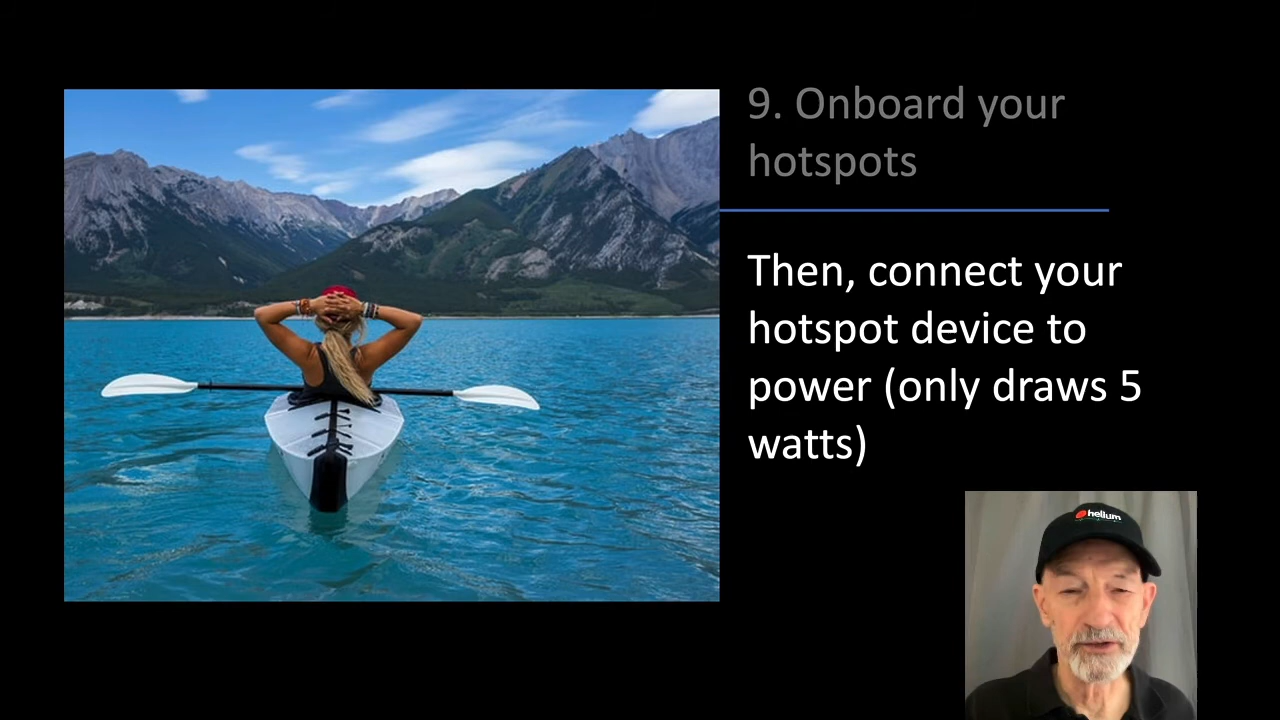 9. Onboard your
hotspots
Then, connect your
hotspot device to
power (only draws 5
watts)
helium